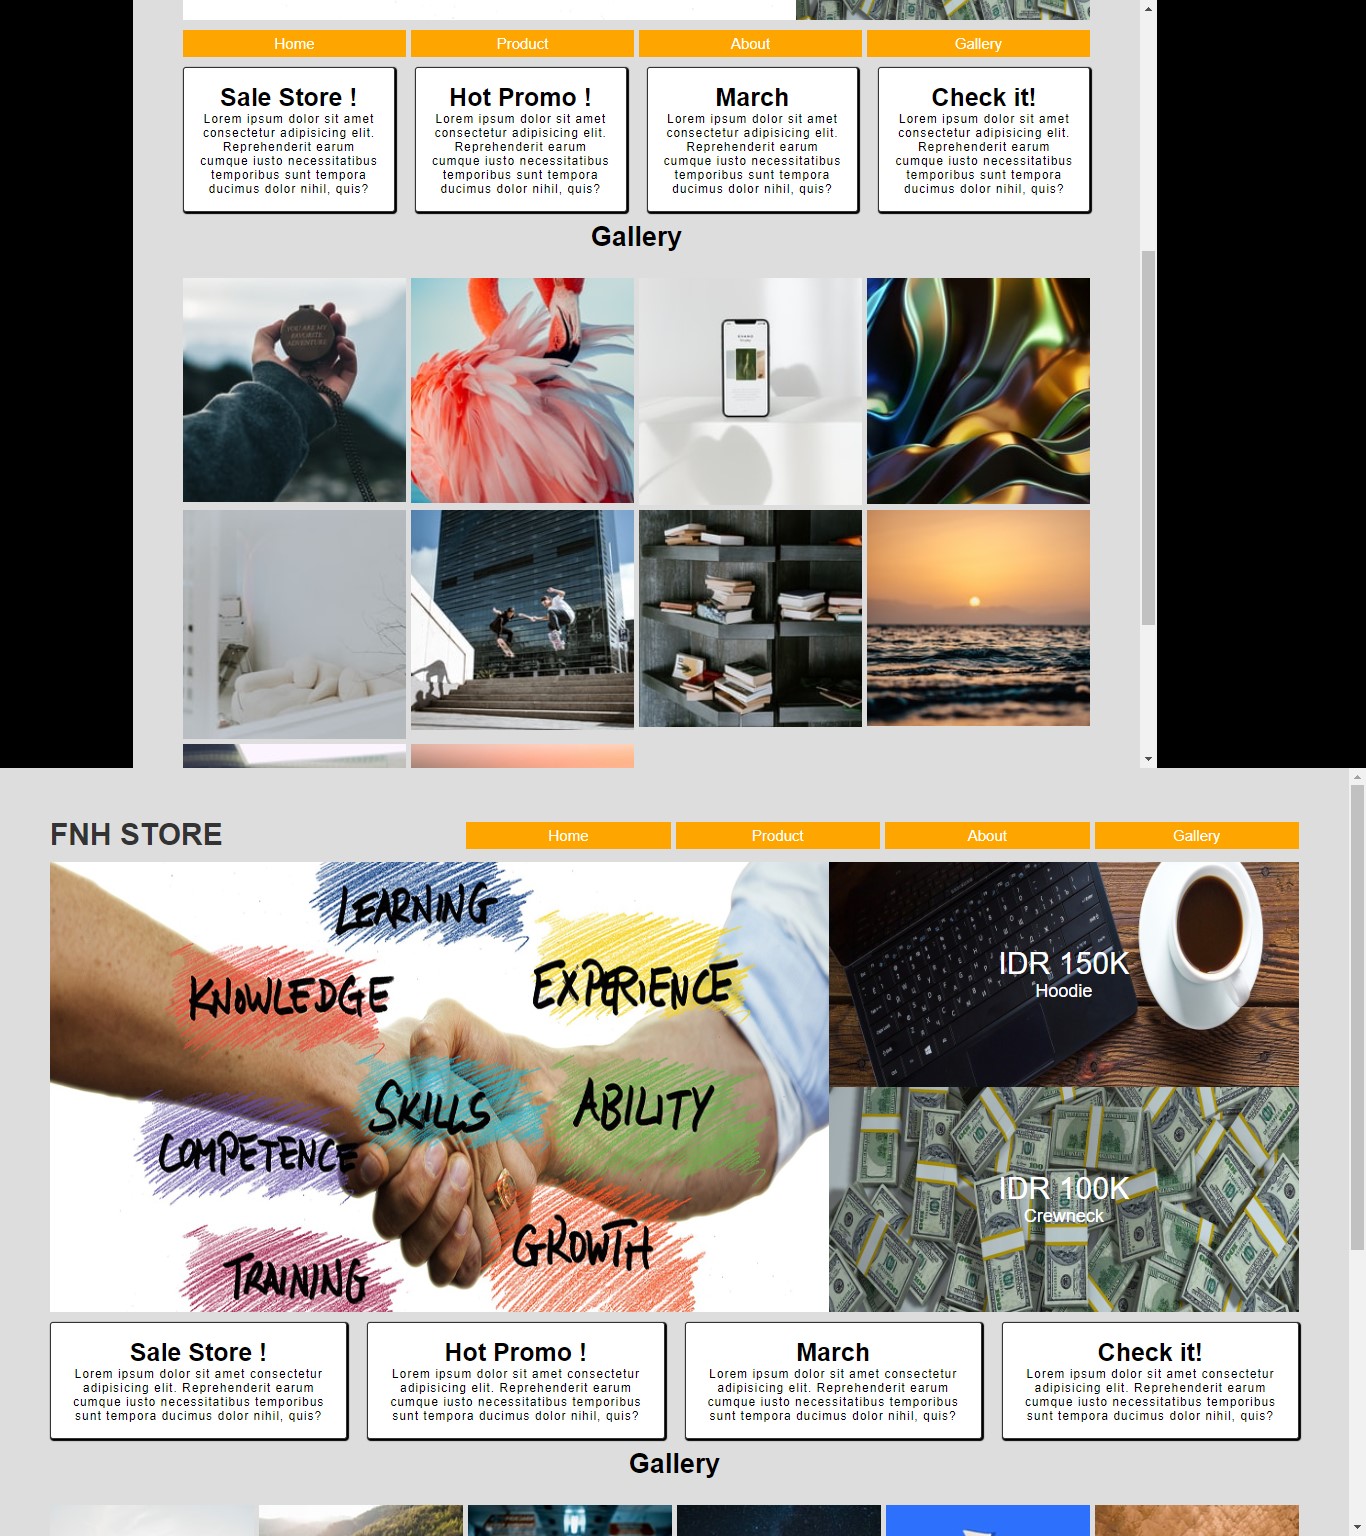 Home Product About Gallery
Sale Store !
Lorem ipsum dolor sit amet
consectetur adipisicing elit.
Reprehenderit earum
cumque iusto necessitatibus
temporibus sunt tempora
ducimus dolor nihil, quis?
Hot Promo !
Lorem ipsum dolor sit amet
consectetur adipisicing elit.
Reprehenderit earum
cumque iusto necessitatibus
temporibus sunt tempora
ducimus dolor nihil, quis?
March
Lorem ipsum dolor sit amet
consectetur adipisicing elit.
Reprehenderit earum
cumque iusto necessitatibus
temporibus sunt tempora
ducimus dolor nihil, quis?
Check it!
Lorem ipsum dolor sit amet
consectetur adipisicing elit.
Reprehenderit earum
cumque iusto necessitatibus
temporibus sunt tempora
ducimus dolor nihil, quis?
Gallery
YOU ARE MY
FAVORITE
ADVENTURE
FNH STORE
Home Product About Gallery
LEARNING
KNOWLEDGE
EXPERIENCE
SKILLS
ABILITY
COMPETENCE
GROWTH
TRAINING
IDR 150K
Hoodie
IDR 100K
Crewneck
Sale Store !
Lorem ipsum dolor sit amet consectetur
adipisicing elit. Reprehenderit earum
cumque iusto necessitatibus temporibus
sunt tempora ducimus dolor nihil, quis?
Hot Promo !
Lorem ipsum dolor sit amet consectetur
adipisicing elit. Reprehenderit earum
cumque iusto necessitatibus temporibus
sunt tempora ducimus dolor nihil, quis?
March
Lorem ipsum dolor sit amet consectetur
adipisicing elit. Reprehenderit earum
cumque iusto necessitatibus temporibus
sunt tempora ducimus dolor nihil, quis?
Check it!
Lorem ipsum dolor sit amet consectetur
adipisicing elit. Reprehenderit earum
cumque iusto necessitatibus temporibus
sunt tempora ducimus dolor nihil, quis?
Gallery